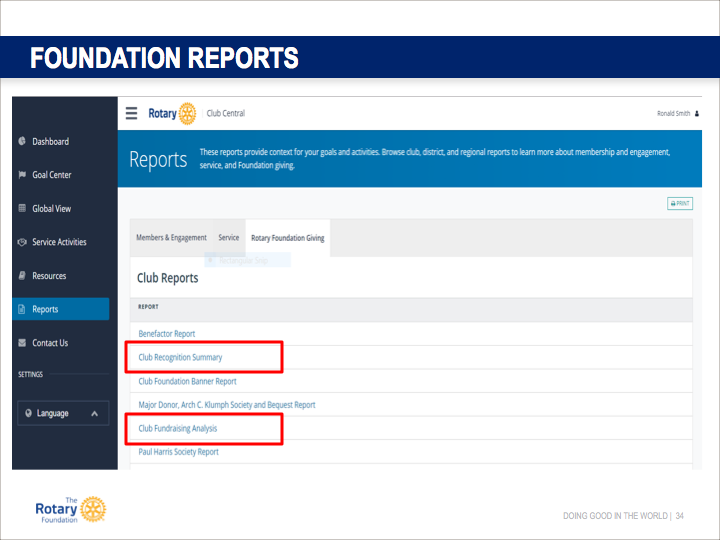 FOUNDATION REPORTS
Rotary
Club Central
Ronald Smith
Dashboard
Goal Center
Global View
Service Activities
Resources
Reports
Contact Us
SETTINGS
Language
Reports
These reports provide context for your goals and activities. Browse club, district, and regional reports to learn more about membership and engagement,
service, and Foundation giving.
PRINT
Members & Engagement Service Rotary Foundation Giving
Rectangular Snip
Club Reports
REPORT
Benefactor Report
Club Recognition Summary
Club Foundation Banner Report
Major Donor, Arch C. Klumph Society and Bequest Report
Club Fundraising Analysis
Paul Harris Society Report
The
Rotary
Foundation
DOING GOOD IN THE WORLD | 34